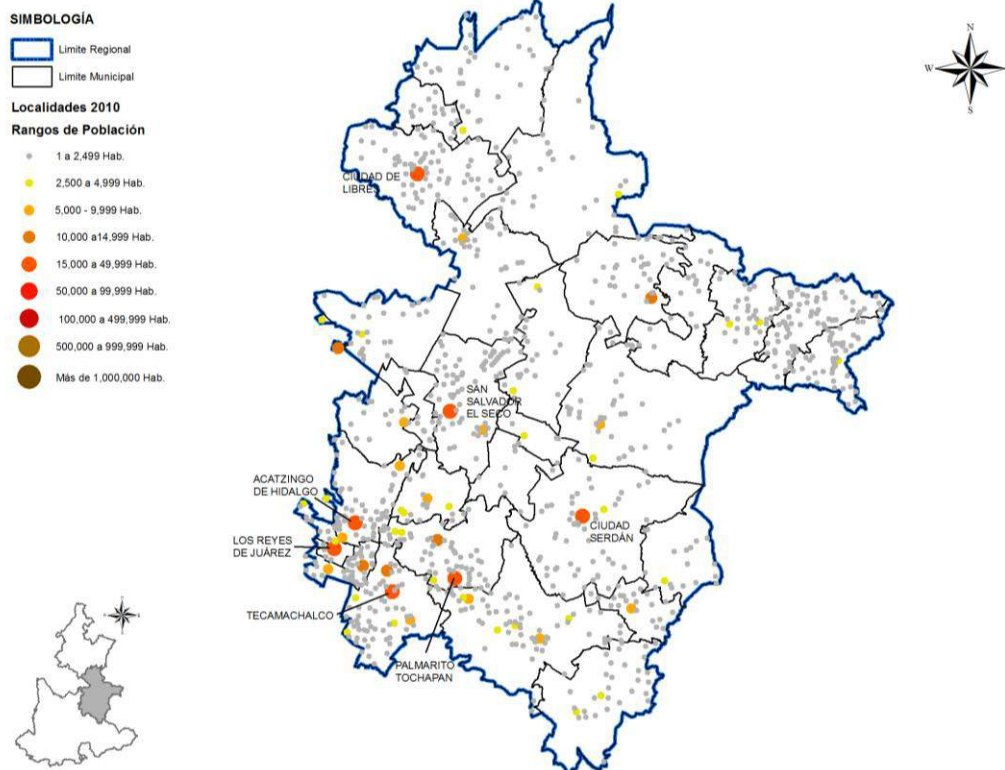 SIMBOLOGÍA
Limite Regional
Limite Municipal
Localidades 2010
Rangos de Población
1 a 2,499 Hab.
2,500 a 4,999 Hab.
5,000 - 9,999 Hab.
10,000 a14,999 Hab.
15,000 a 49,999 Hab.
50,000 a 99,999 Hab.
100,000 a 499,999 Hab.
500,000 a 999,999 Hab.
Más de 1,000,000 Hab.
N
W
E
S
CIUDAD DE
LIBRES
SAN
SALVADOR
EL SECO
ACATZINGO
DE HIDALGO
LOS REYES
DE JUÁREZ
CIUDAD
SERDÁN
TECAMACHALCO
PALMARITO
TOCHAPAN